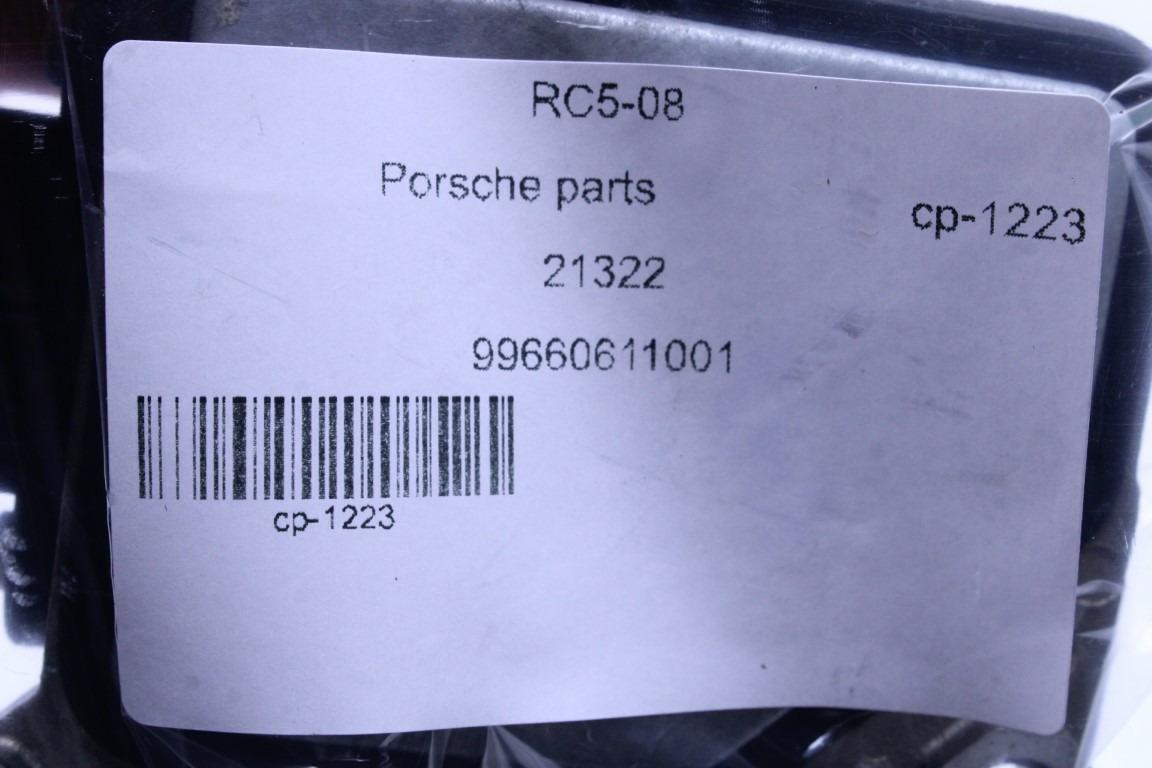 RC5-08
Porsche parts
cp-1223
21322
99660611001
cp-1223